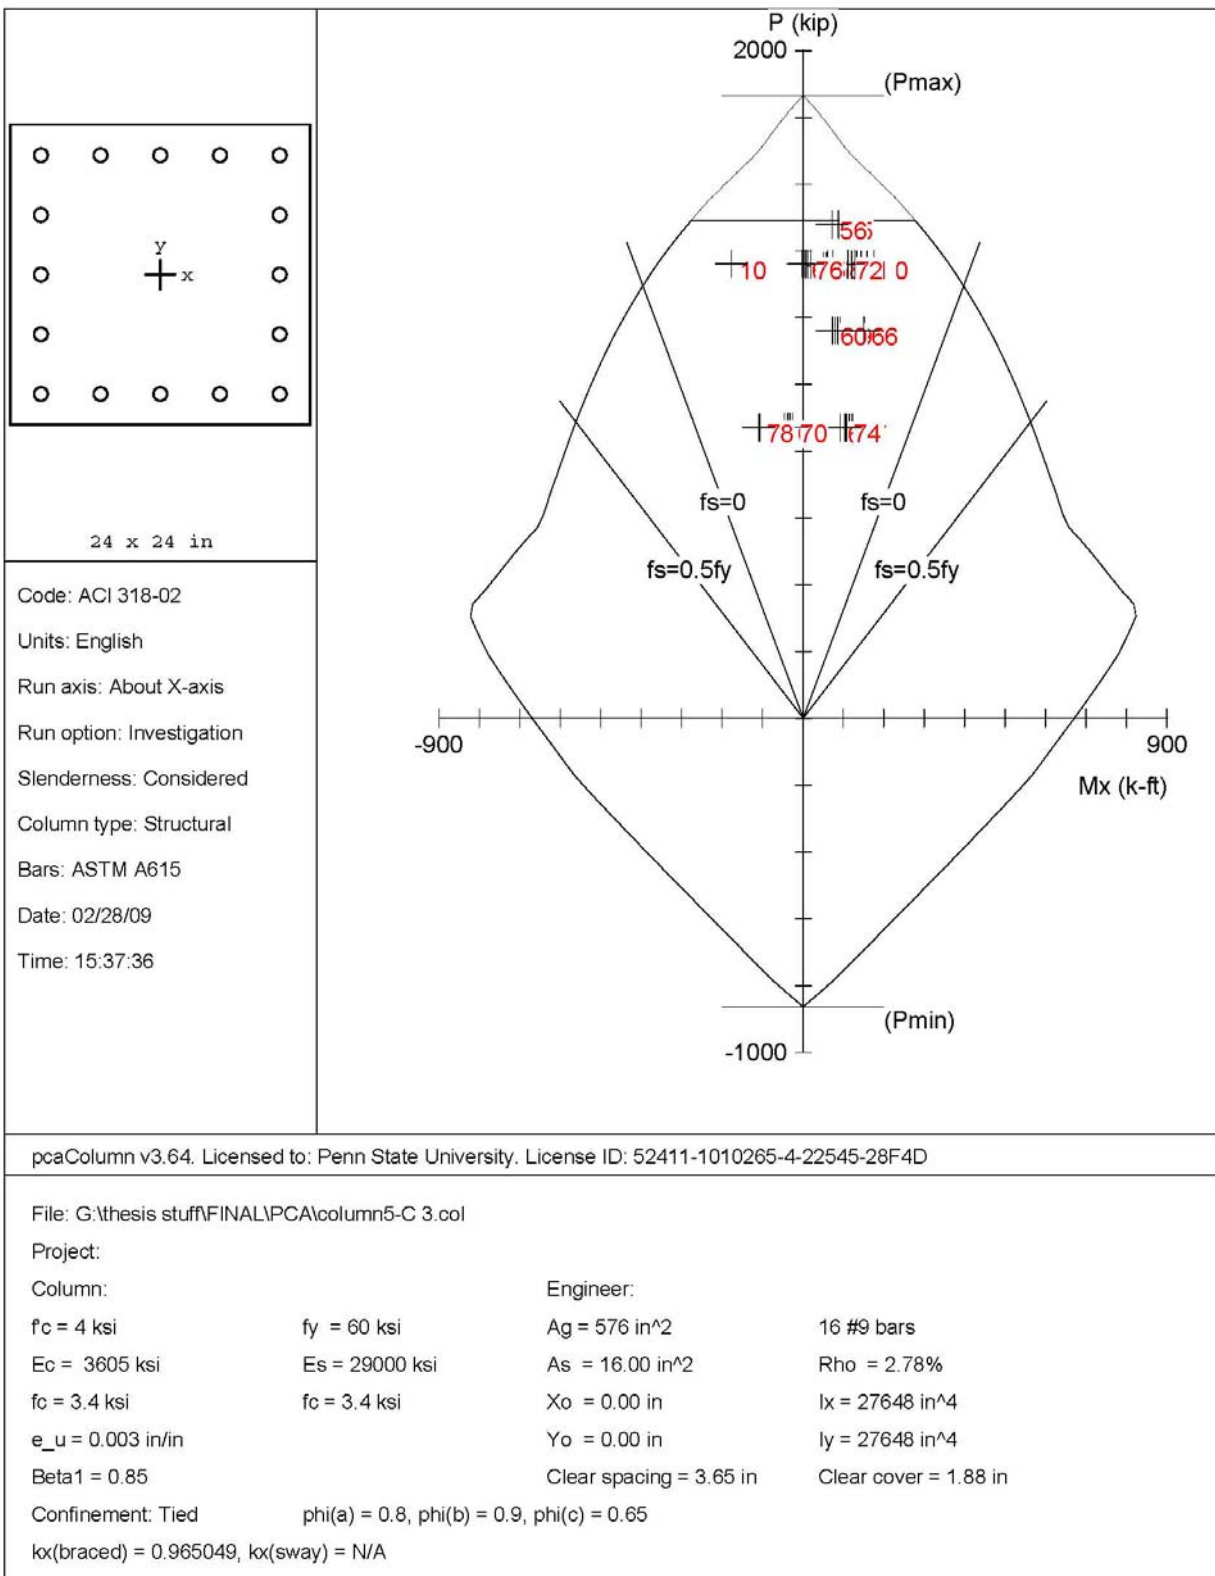 P (kip)
2000
(Pmax)
10
60
66
78
70
74
72
0
y
x
fs=0
fs=0
24 x 24 in
fs=0.5fy
fs=0.5fy
Code: ACI 318-02
Units: English
Run axis: About X-axis
-900
900
Run option: Investigation
Slenderness: Considered
Mx (k-ft)
Column type: Structural
Bars: ASTM A615
Date: 02/28/09
Time: 15:37:36
(Pmin)
-1000
pcaColumn v3.64. Licensed to: Penn State University. License ID: 52411-1010265-4-22545-28F4D
File: G:\thesis stuff\FINAL\PCA\column5-C 3.col
Project:
Column: Engineer:
f'c = 4 ksi fy = 60 ksi Ag = 576 in^2 16 #9 bars
Ec = 3605 ksi Es = 29000 ksi As = 16.00 in^2 Rho = 2.78%
fc = 3.4 ksi fc = 3.4 ksi Xo = 0.00 in Ix = 27648 in^4
e_u = 0.003 in/in Yo = 0.00 in Iy = 27648 in^4
Beta1 = 0.85 Clear spacing = 3.65 in Clear cover = 1.88 in
Confinement: Tied phi(a) = 0.8, phi(b) = 0.9, phi(c) = 0.65
kx(braced) = 0.965049, kx(sway) = N/A